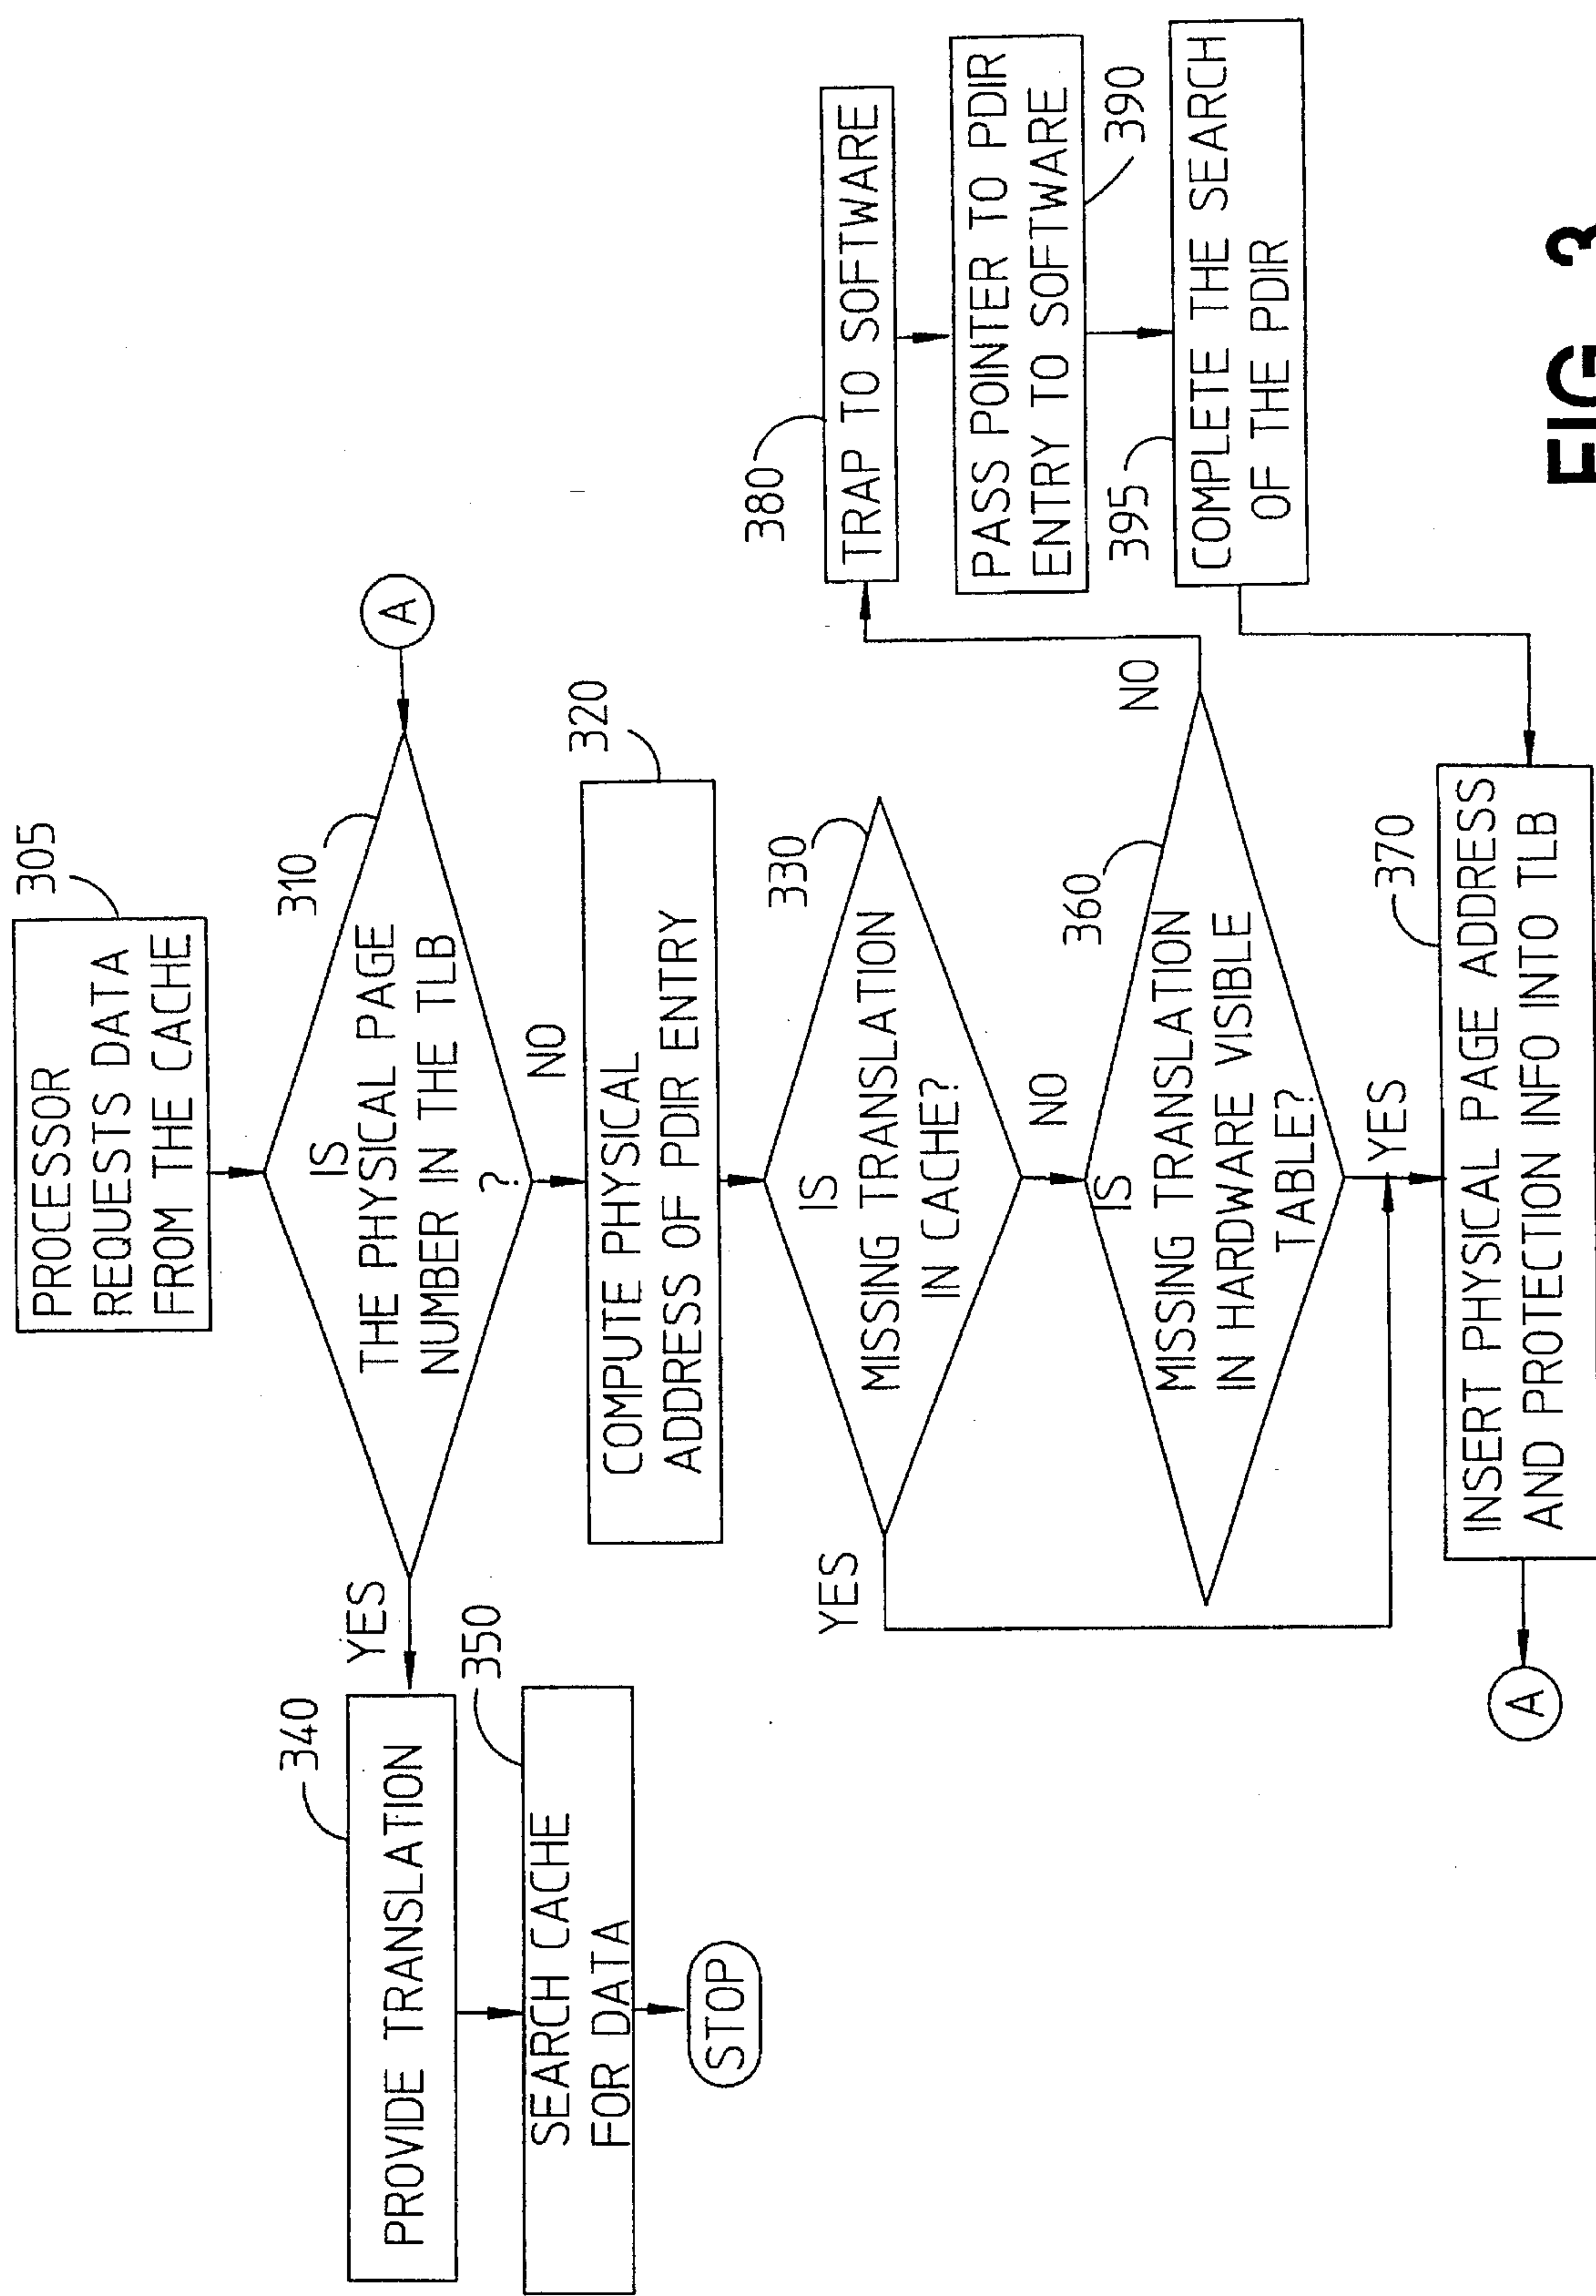 PROCESSOR
REQUESTS DATA
FROM THE CACHE
305
A
310
IS
THE PHYSICAL PAGE
NUMBER IN THE TLB
?
YES
NO
340
PROVIDE TRANSLATION
350
SEARCH CACHE
FOR DATA
STOP
320
COMPUTE PHYSICAL
ADDRESS OF PDIR ENTRY
330
IS
MISSING TRANSLATION
IN CACHE?
YES
NO
360
IS
MISSING TRANSLATION
IN HARDWARE VISIBLE
TABLE?
NO
YES
380
TRAP TO SOFTWARE
PASS POINTER TO PDIR
ENTRY TO SOFTWARE
390
395
COMPLETE THE SEARCH
OF THE PDIR
370
INSERT PHYSICAL PAGE ADDRESS
AND PROTECTION INFO INTO TLB
A
FIG 3